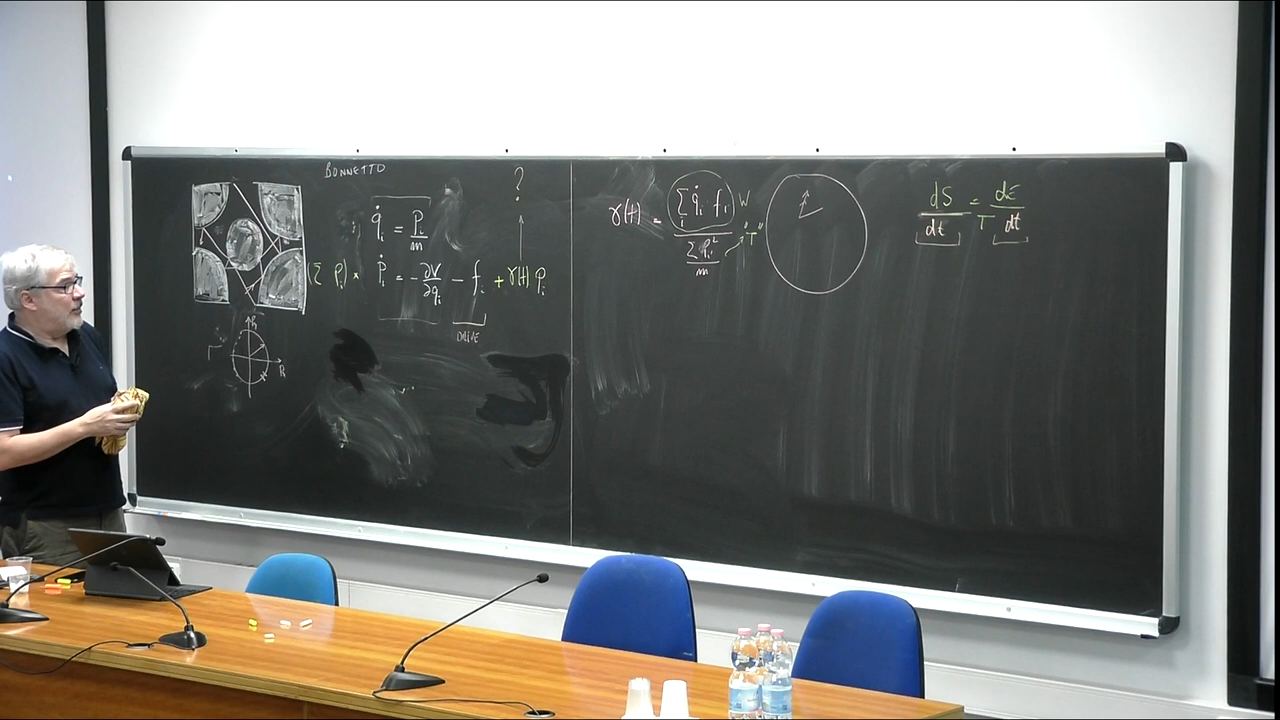 BONNETTO
q̇ᵢ = Pᵢ/m
(Σ Pᵢ) × Ṗᵢ = -∂V/∂qᵢ - fᵢ + γ(t) Pᵢ
DRIVE
?
γ(t) = Σᵢ q̇ᵢ fᵢ / Σ Pᵢ²/m
W
"T"
dS/dt = dE/T dt